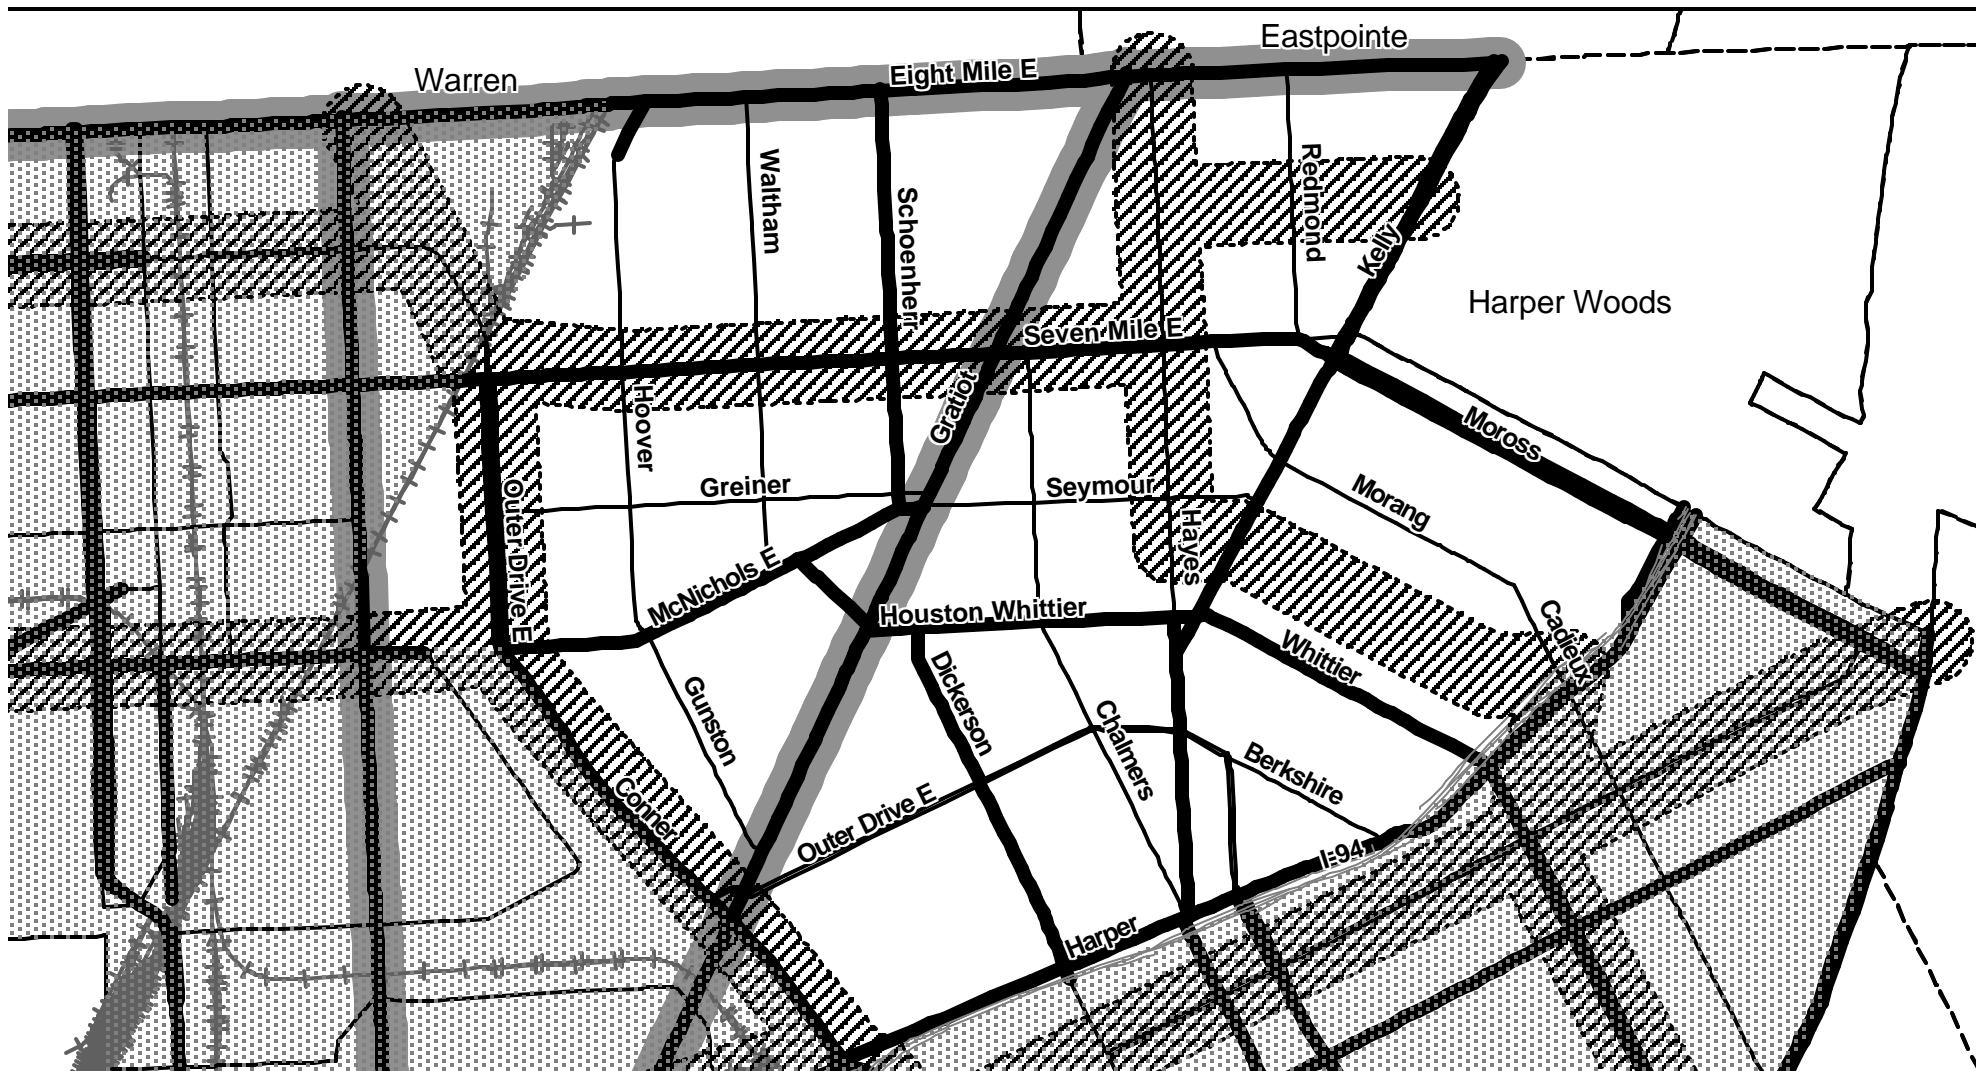 Eastpointe
Warren
Eight Mile E
Waltham
Redmond
Schoenherr
Kelly
Harper Woods
Seven Mile E
Hoover
Gratiot
Moross
Greiner
Seymour
Morang
Outer Drive E
Hayes
McNichols E
Houston Whittier
Cadieux
Whittier
Gunston
Dickerson
Chalmers
Berkshire
Conner
Outer Drive E
I-94
Harper